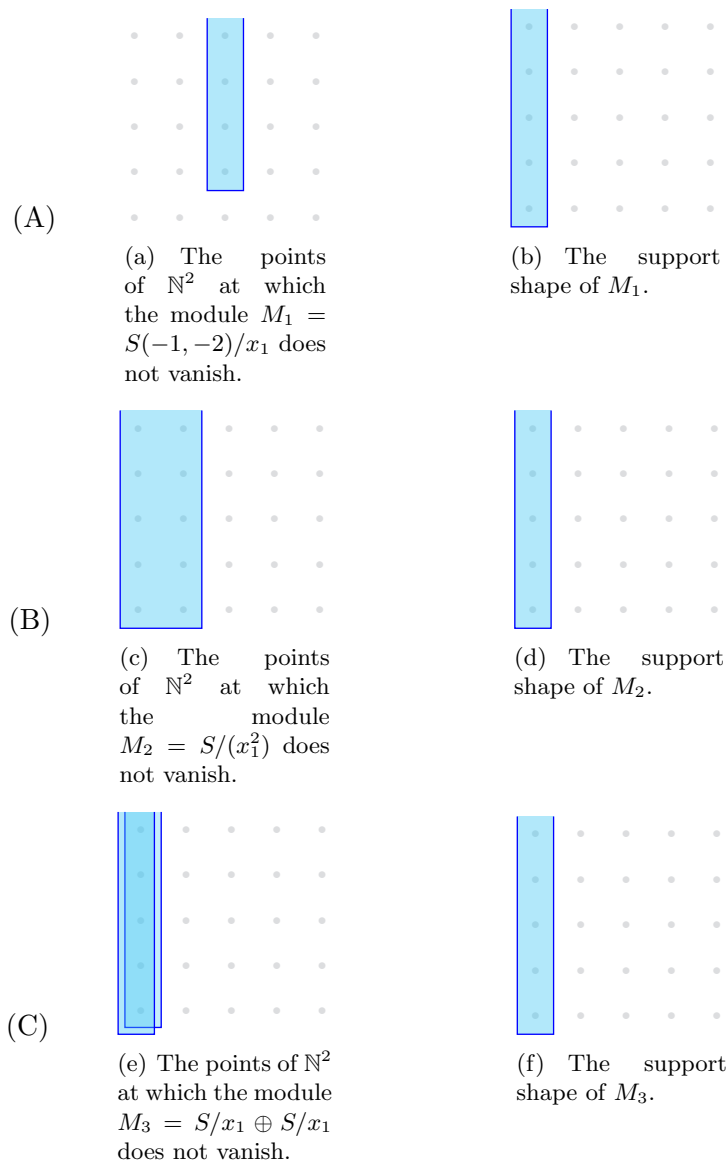 (A)
(a) The points
of ℕ² at which
the module M₁ =
S(−1, −2)/x₁ does
not vanish.
(b) The support
shape of M₁.
(B)
(c) The points
of ℕ² at which
the module
M₂ = S/(x₁²) does
not vanish.
(d) The support
shape of M₂.
(C)
(e) The points of ℕ²
at which the module
M₃ = S/x₁ ⊕ S/x₁
does not vanish.
(f) The support
shape of M₃.